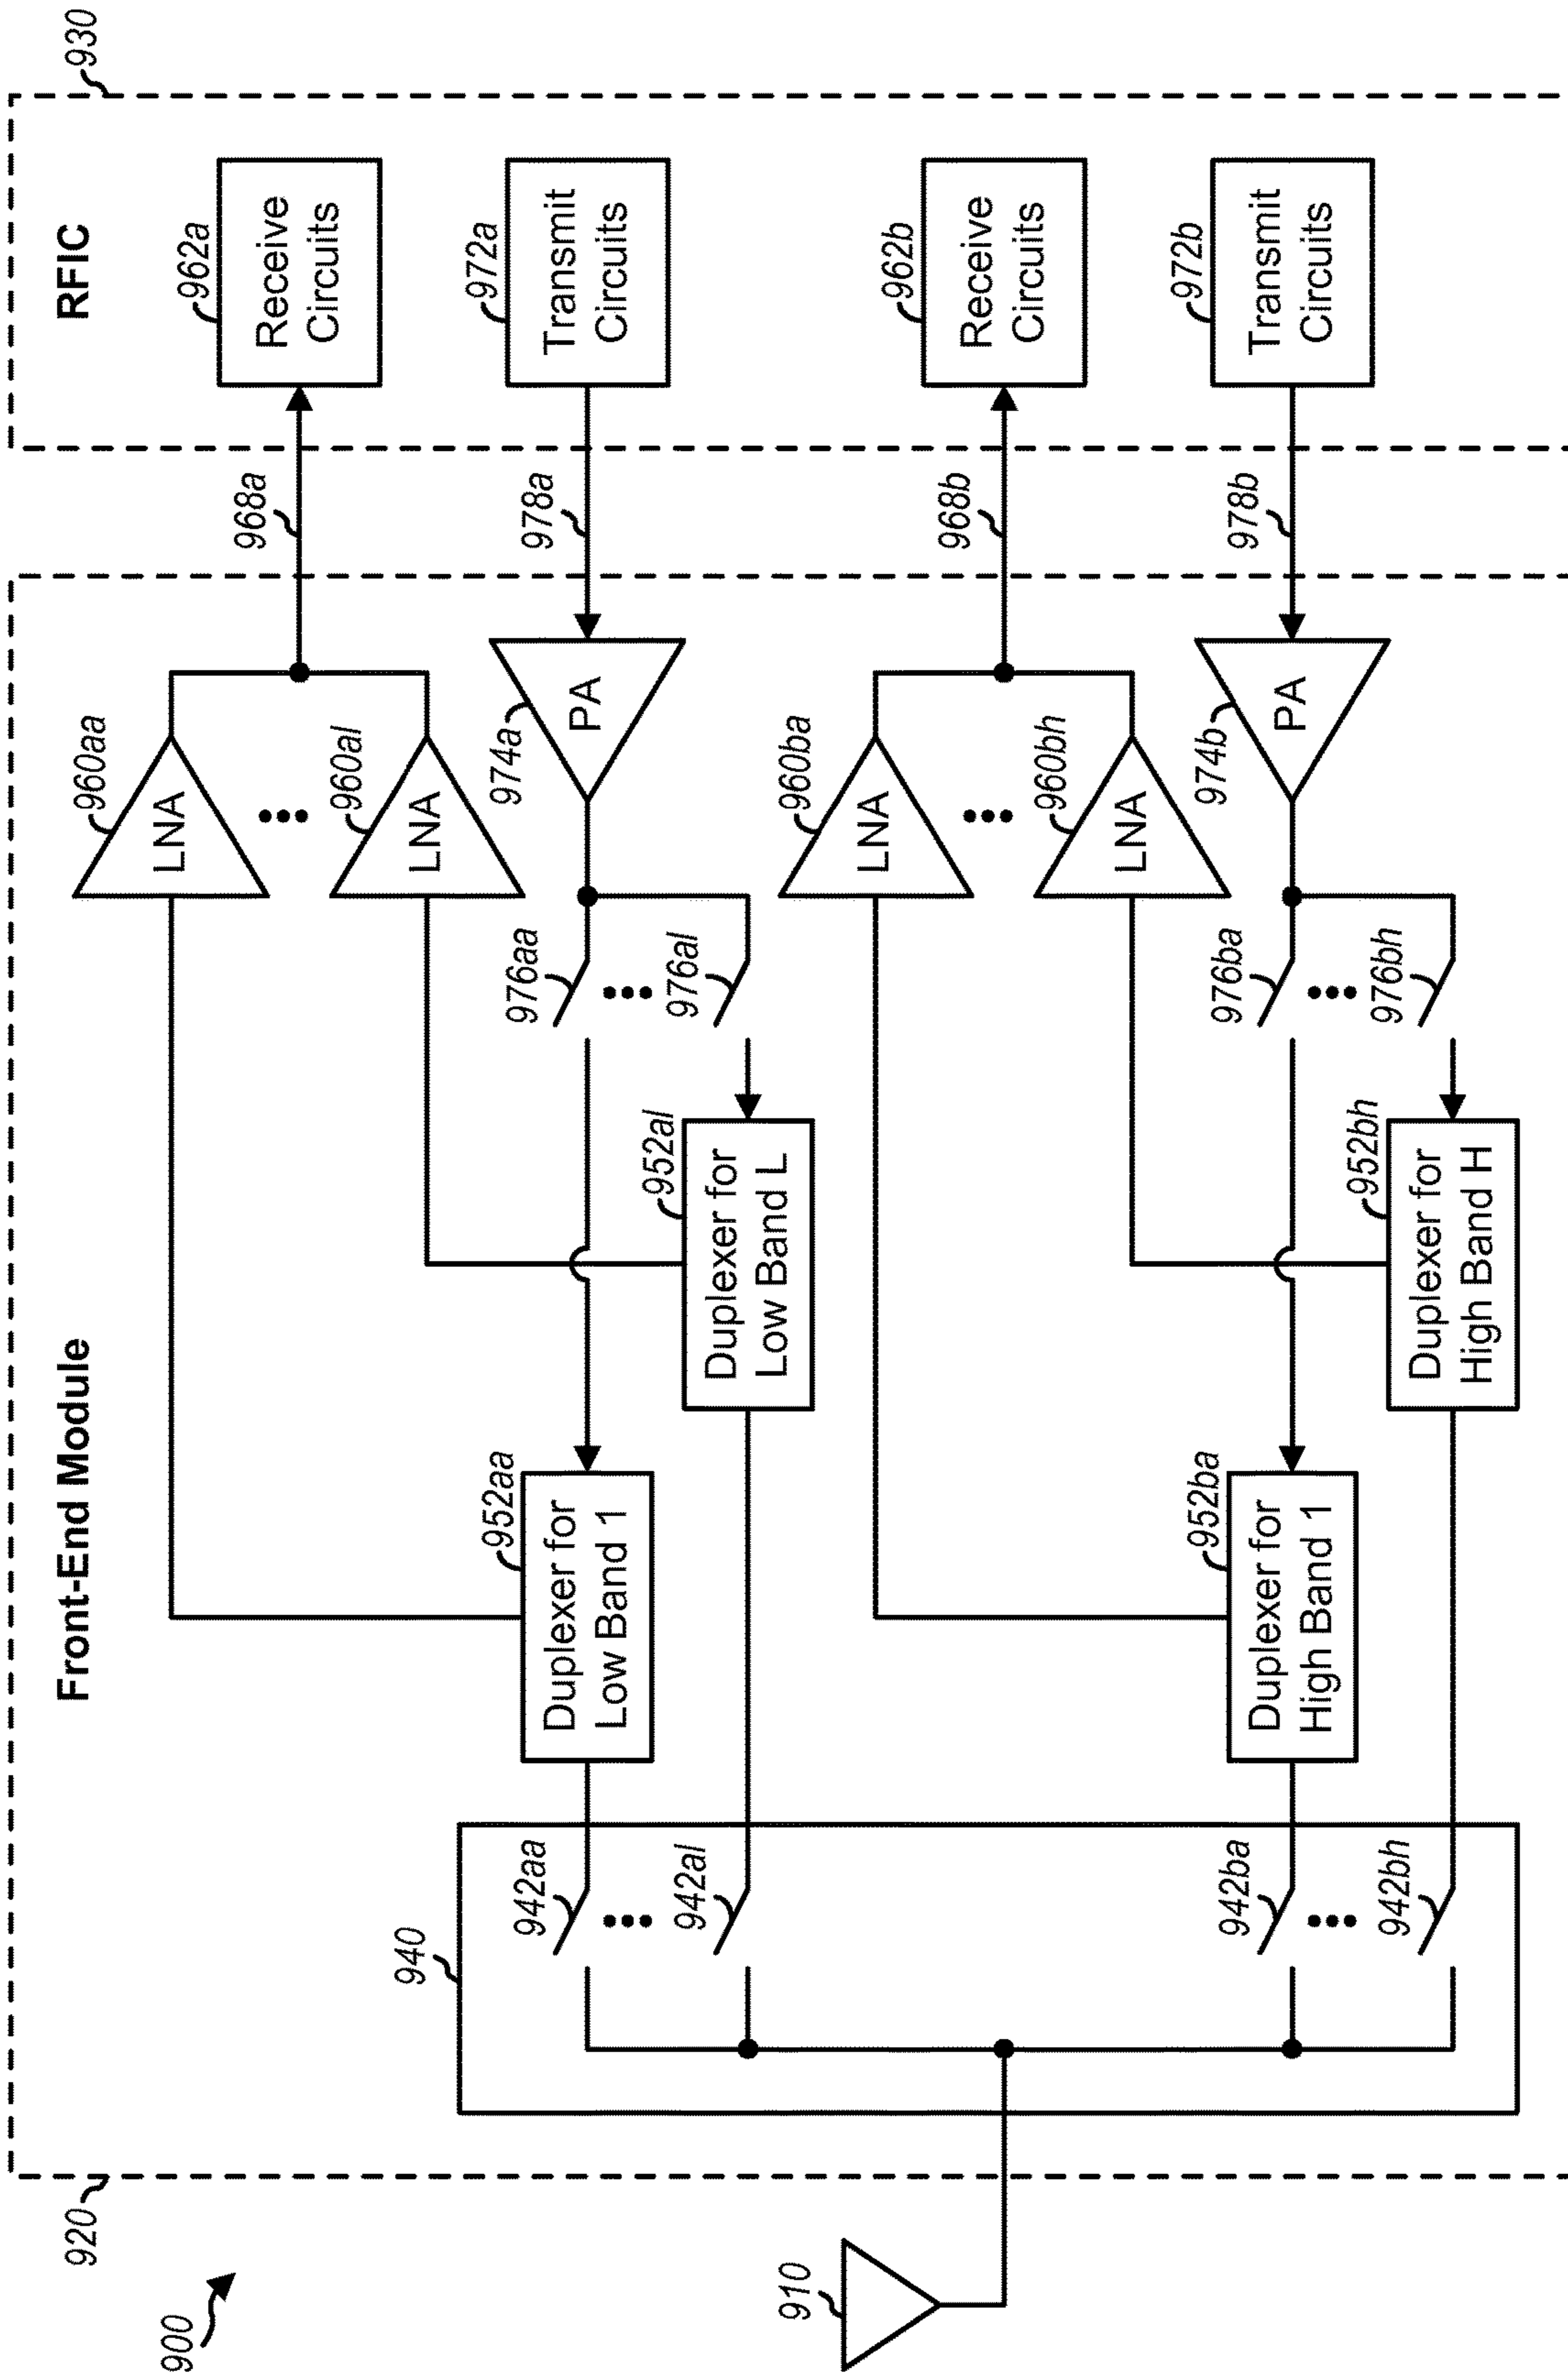 900
920
Front-End Module
RFIC
930
910
940
942aa
942al
942ba
942bh
952aa
Duplexer for
Low Band 1
952al
Duplexer for
Low Band L
952ba
Duplexer for
High Band 1
952bh
Duplexer for
High Band H
976aa
976al
976ba
976bh
960aa
LNA
960al
LNA
974a
PA
960ba
LNA
960bh
LNA
974b
PA
968a
978a
968b
978b
962a
Receive
Circuits
972a
Transmit
Circuits
962b
Receive
Circuits
972b
Transmit
Circuits